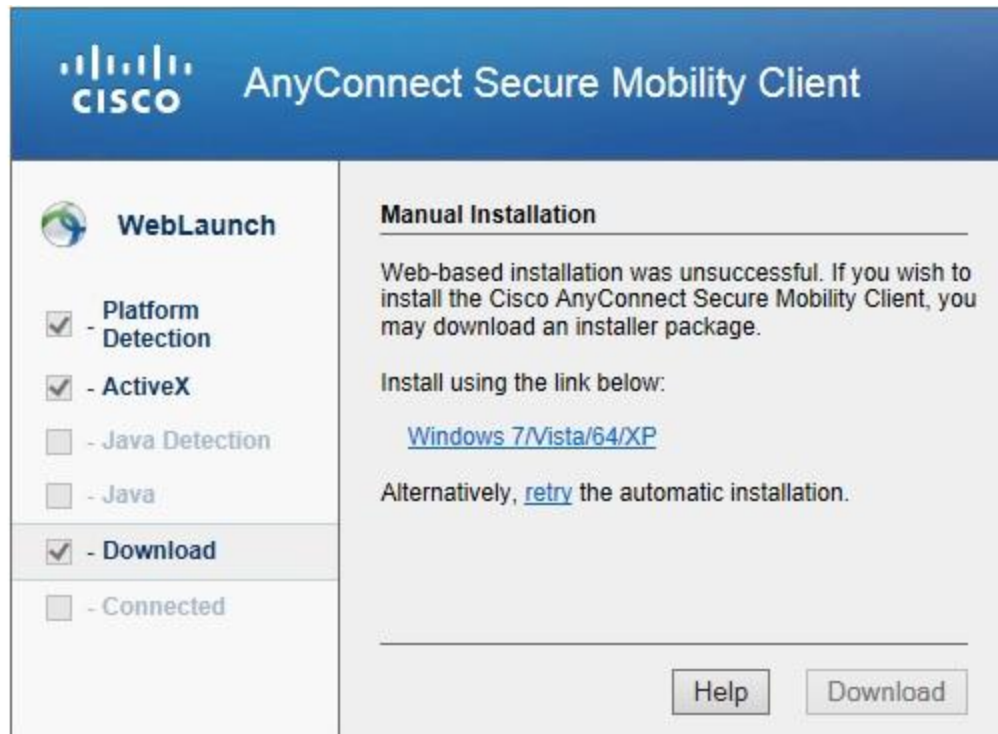 CISCO AnyConnect Secure Mobility Client
WebLaunch
- Platform
Detection
- ActiveX
- Java Detection
- Java
- Download
- Connected
Manual Installation
Web-based installation was unsuccessful. If you wish to
install the Cisco AnyConnect Secure Mobility Client, you
may download an installer package.
Install using the link below:
Windows 7/Vista/64/XP
Alternatively, retry the automatic installation.
Help Download